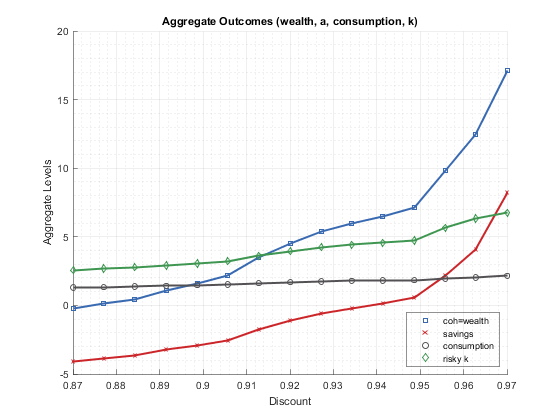 Aggregate Outcomes (wealth, a, consumption, k)
Aggregate Levels
20
15
10
5
0
-5
0.87 0.88 0.89 0.9 0.91 0.92 0.93 0.94 0.95 0.96 0.97
Discount
coh=wealth
savings
consumption
risky k